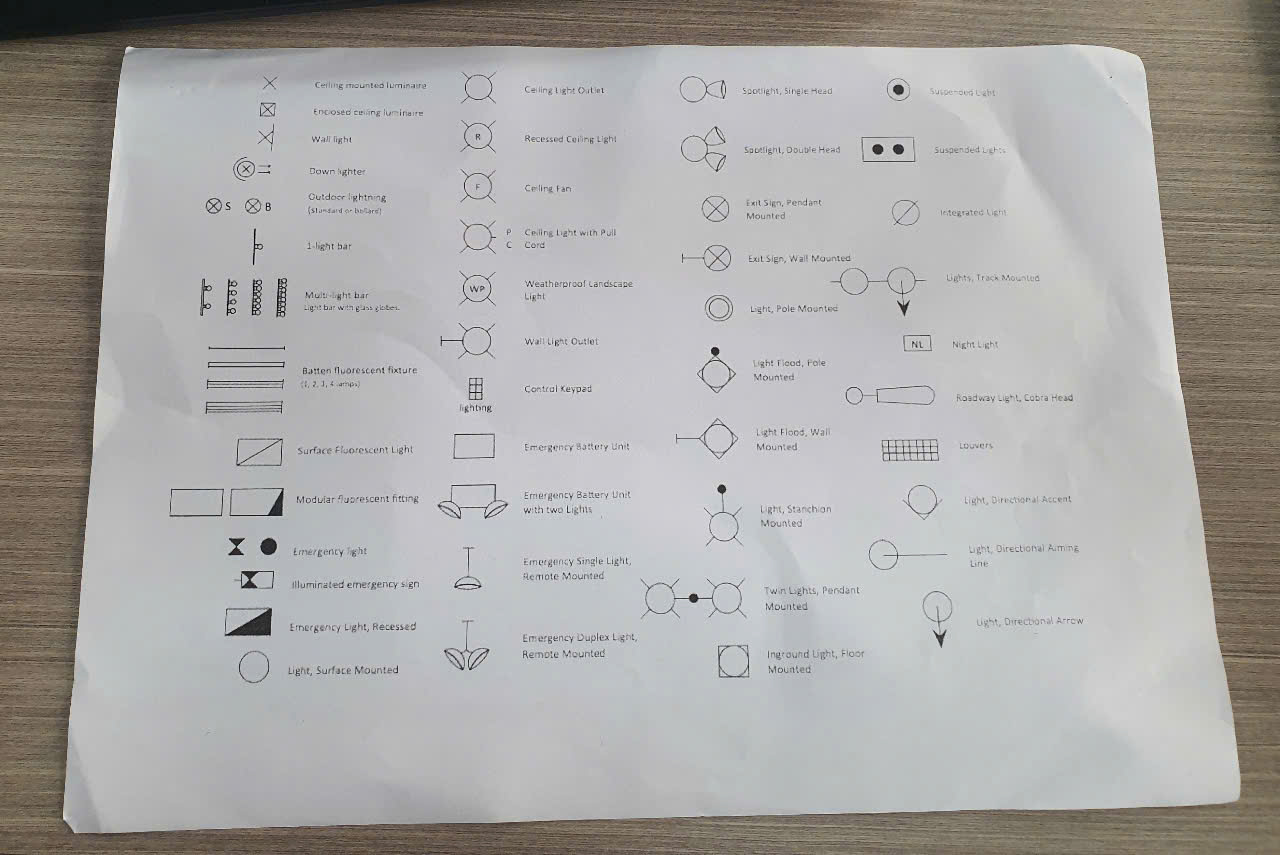 Ceiling mounted luminaire
Enclosed ceiling luminaire
Wall light
Down lighter
S B
Outdoor lightning
(Standard or bollard)
1-light bar
Multi-light bar
Light bar with glass globes.
Batten fluorescent fixture
(1, 2, 3, 4 lamps)
Surface Fluorescent Light
Modular fluorescent fitting
Emergency light
Illuminated emergency sign
Emergency Light, Recessed
Light, Surface Mounted
Ceiling Light Outlet
R
Recessed Ceiling Light
F
Ceiling Fan
P
C
Ceiling Light with Pull
Cord
WP
Weatherproof Landscape
Light
Wall Light Outlet
lighting
Control Keypad
Emergency Battery Unit
Emergency Battery Unit
with two Lights
Emergency Single Light,
Remote Mounted
Emergency Duplex Light,
Remote Mounted
Spotlight, Single Head
Spotlight, Double Head
Exit Sign, Pendant
Mounted
Exit Sign, Wall Mounted
Light, Pole Mounted
Light Flood, Pole
Mounted
Light Flood, Wall
Mounted
Light, Stanchion
Mounted
Twin Lights, Pendant
Mounted
Inground Light, Floor
Mounted
Suspended Light
Suspended Lights
Integrated Light
Lights, Track Mounted
NL
Night Light
Roadway Light, Cobra Head
Louvers
Light, Directional Accent
Light, Directional Aiming
Line
Light, Directional Arrow